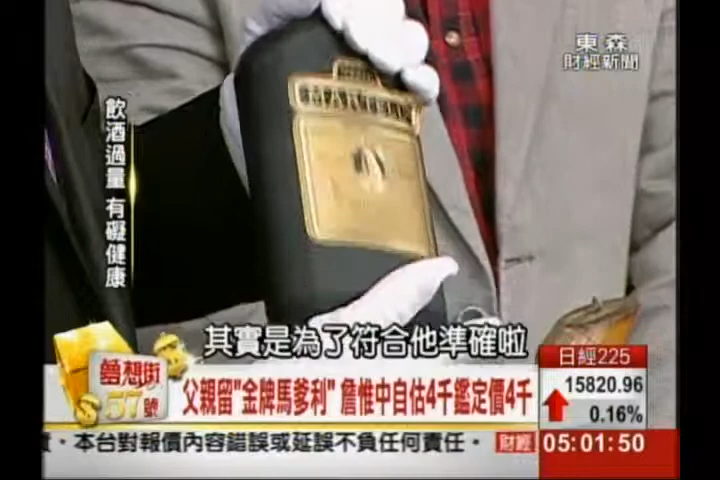 東森
財經新聞
飲酒過量 有礙健康
其實是為了符合他準確啦
夢想街
57號
父親留"金牌馬爹利" 詹惟中自估4千鑑定價4千
日經225
15820.96
0.16%
。本台對報價內容錯誤或延誤不負任何責任。
財經
05:01:50